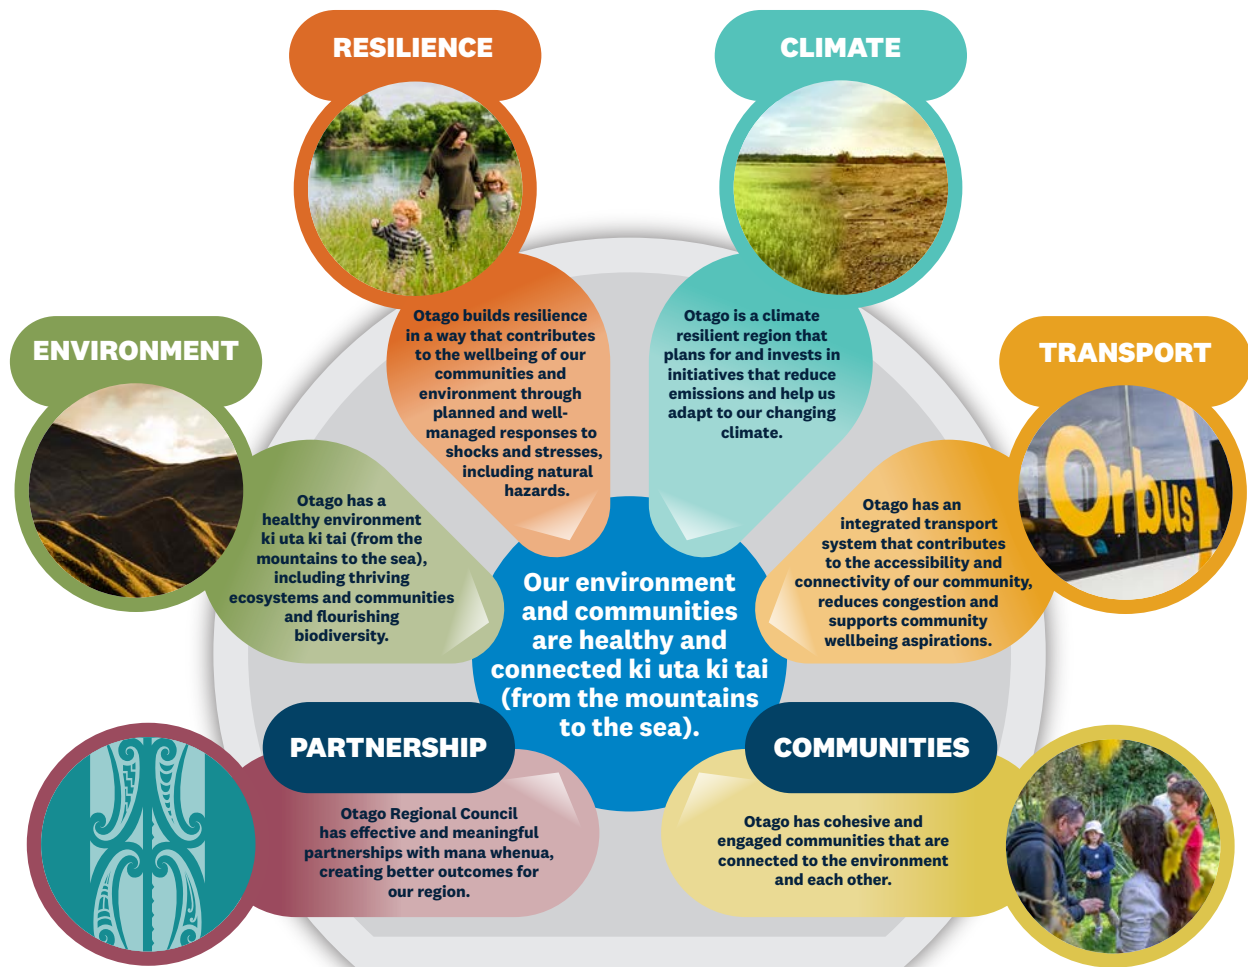 RESILIENCE
Otago builds resilience
in a way that contributes
to the wellbeing of our
communities and
environment through
planned and well-
managed responses to
shocks and stresses,
including natural
hazards.
CLIMATE
Otago is a climate
resilient region that
plans for and invests in
initiatives that reduce
emissions and help us
adapt to our changing
climate.
ENVIRONMENT
Otago has a
healthy environment
ki uta ki tai (from the
mountains to the sea),
including thriving
ecosystems and communities
and flourishing
biodiversity.
TRANSPORT
Orbus
Otago has an
integrated transport
system that contributes
to the accessibility and
connectivity of our community,
reduces congestion and
supports community
wellbeing aspirations.
Our environment
and communities
are healthy and
connected ki uta ki tai
(from the mountains
to the sea).
PARTNERSHIP
Otago Regional Council
has effective and meaningful
partnerships with mana whenua,
creating better outcomes for
our region.
COMMUNITIES
Otago has cohesive and
engaged communities that are
connected to the environment
and each other.